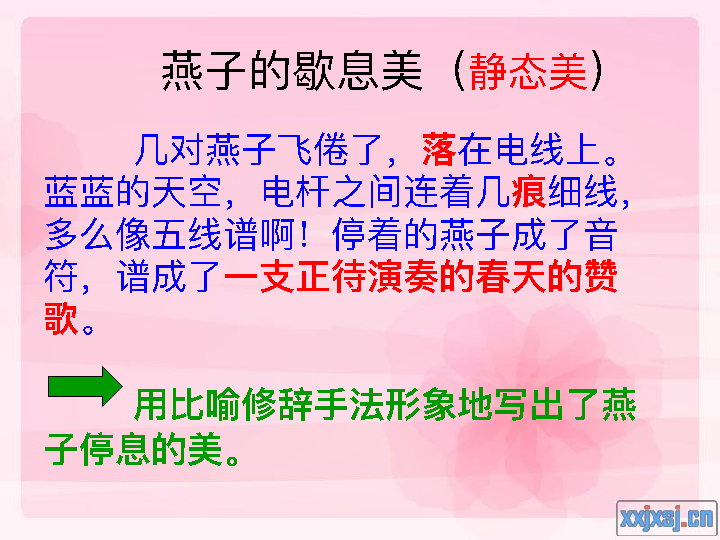 燕子的歇息美（静态美）
几对燕子飞倦了，落在电线上。
蓝蓝的天空，电杆之间连着几痕细线，
多么像五线谱啊！停着的燕子成了音
符，谱成了一支正待演奏的春天的赞
歌。
用比喻修辞手法形象地写出了燕
子停息的美。
xxjxsj.cn